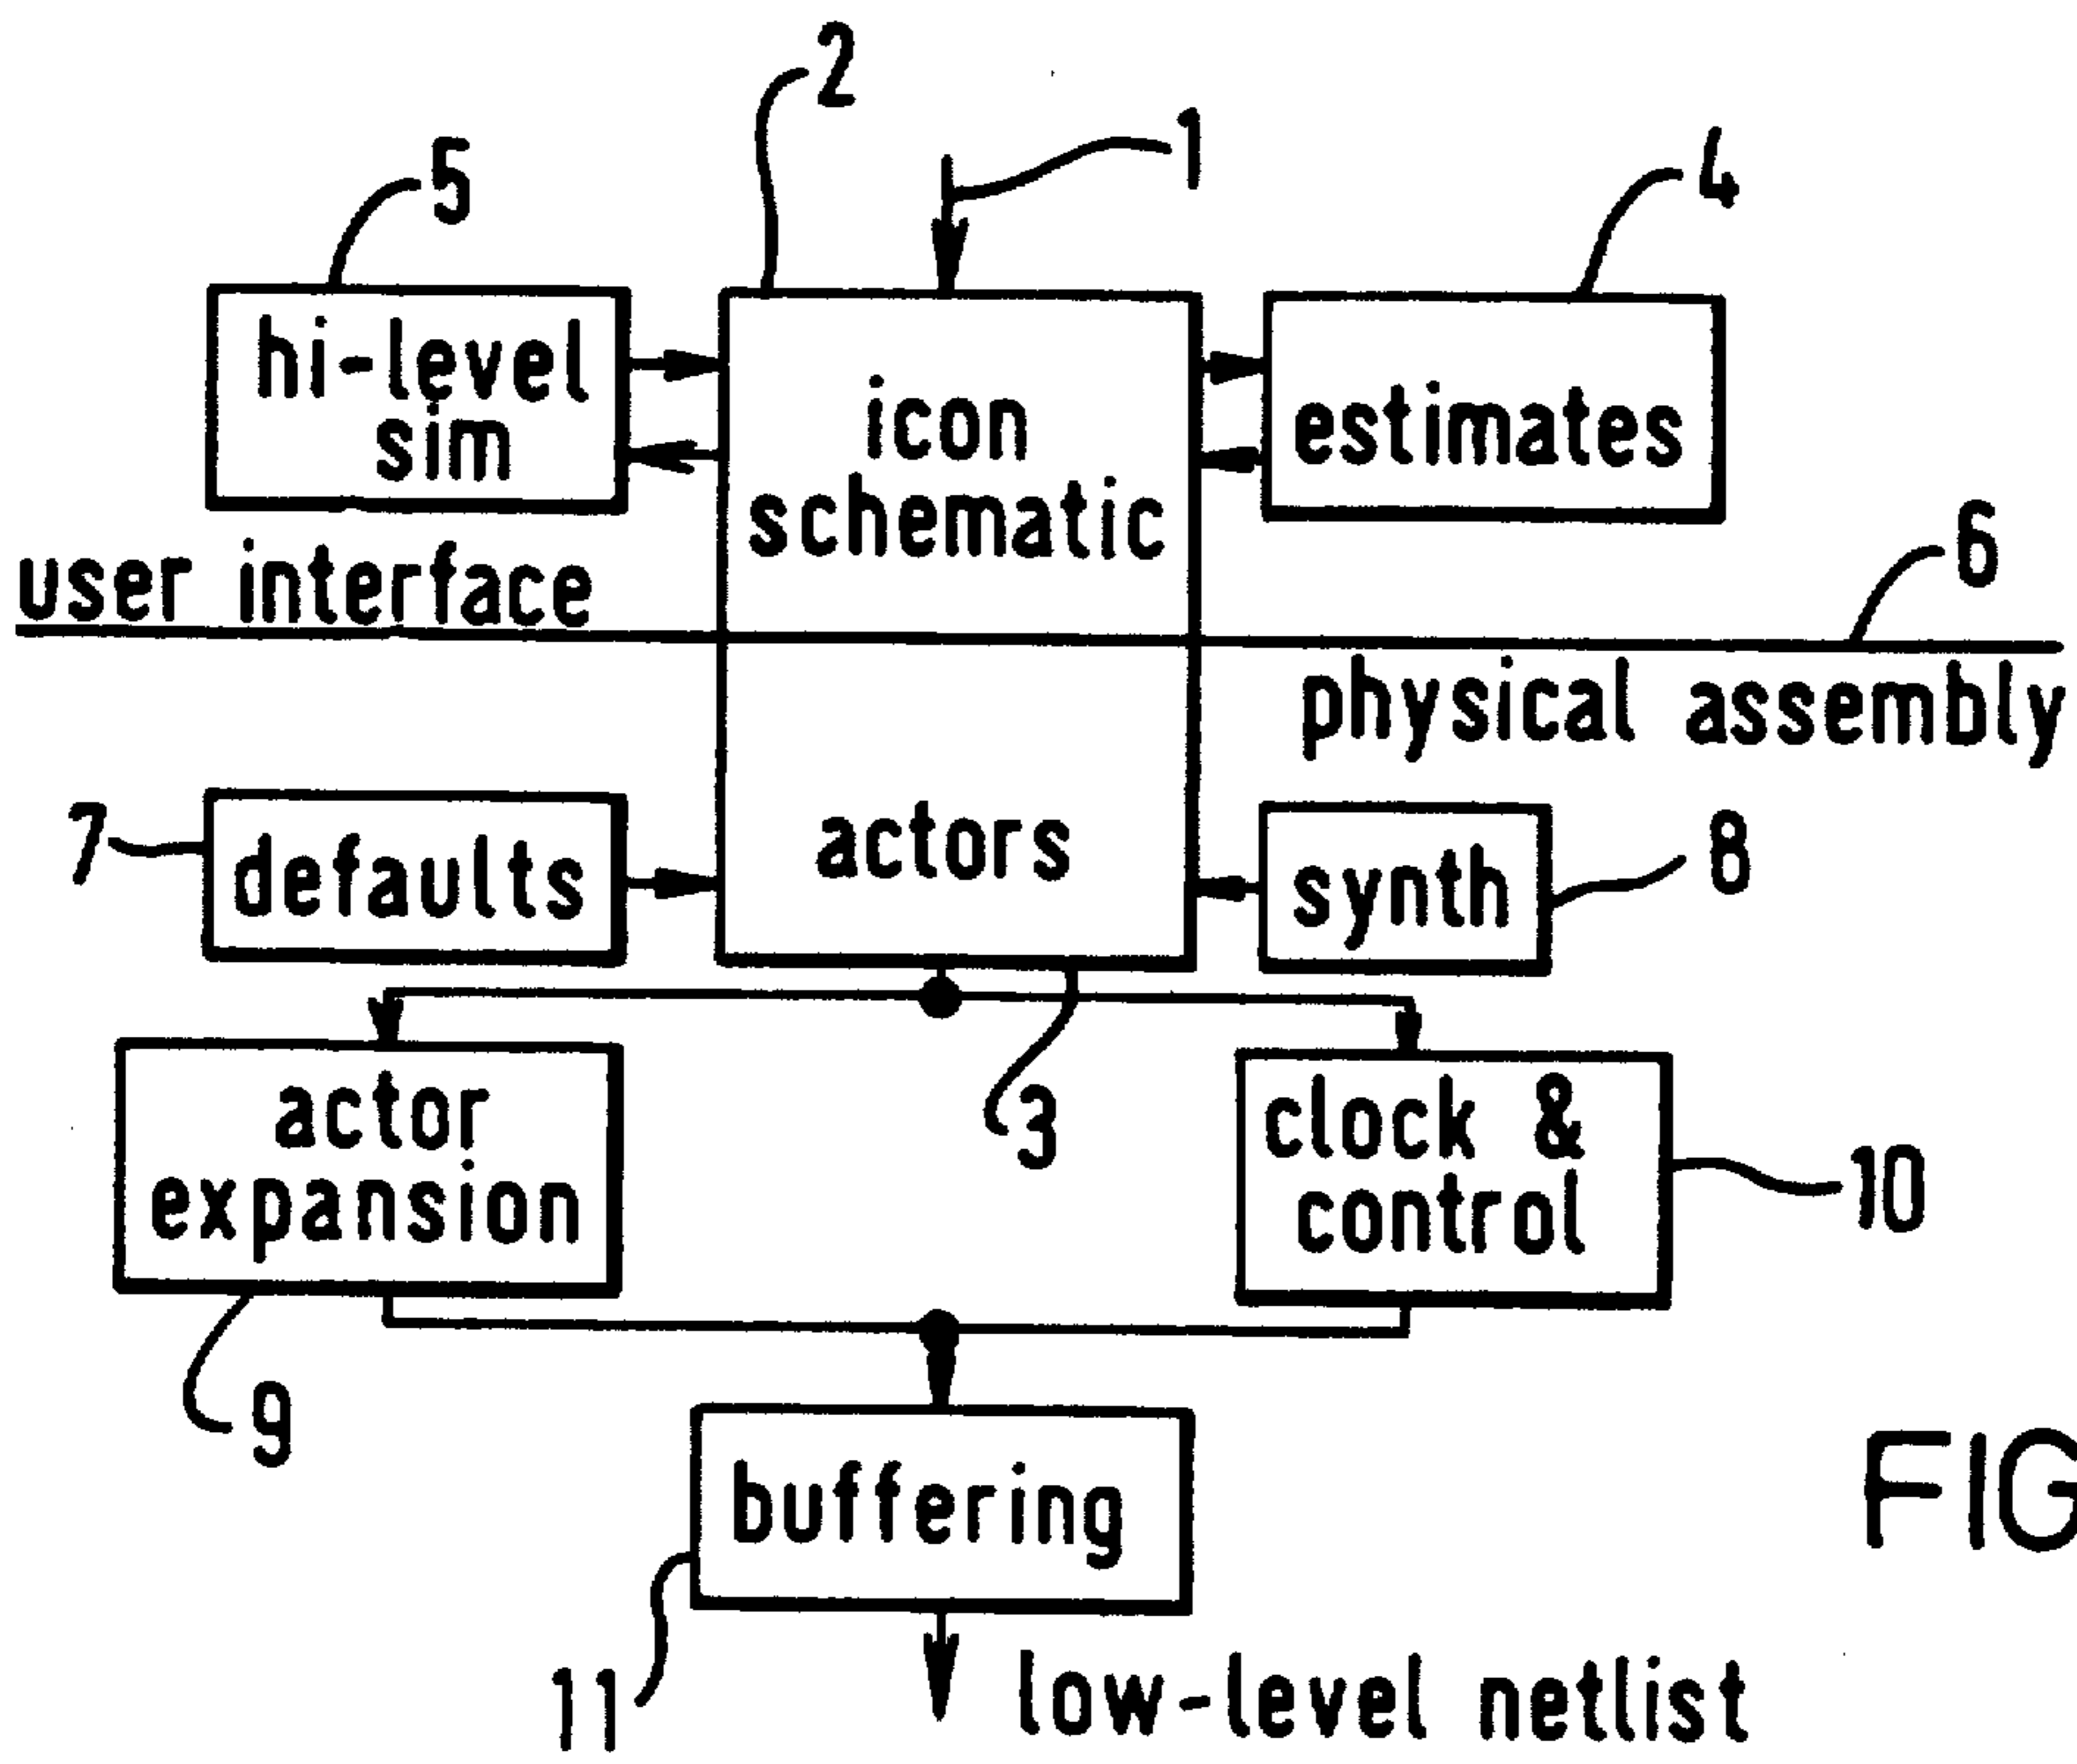 2
1
5
4
hi-level
sim
icon
schematic
estimates
6
user interface
physical assembly
7
defaults
actors
synth
8
actor
expansion
3
clock &
control
10
9
buffering
FIG
11
low-level netlist